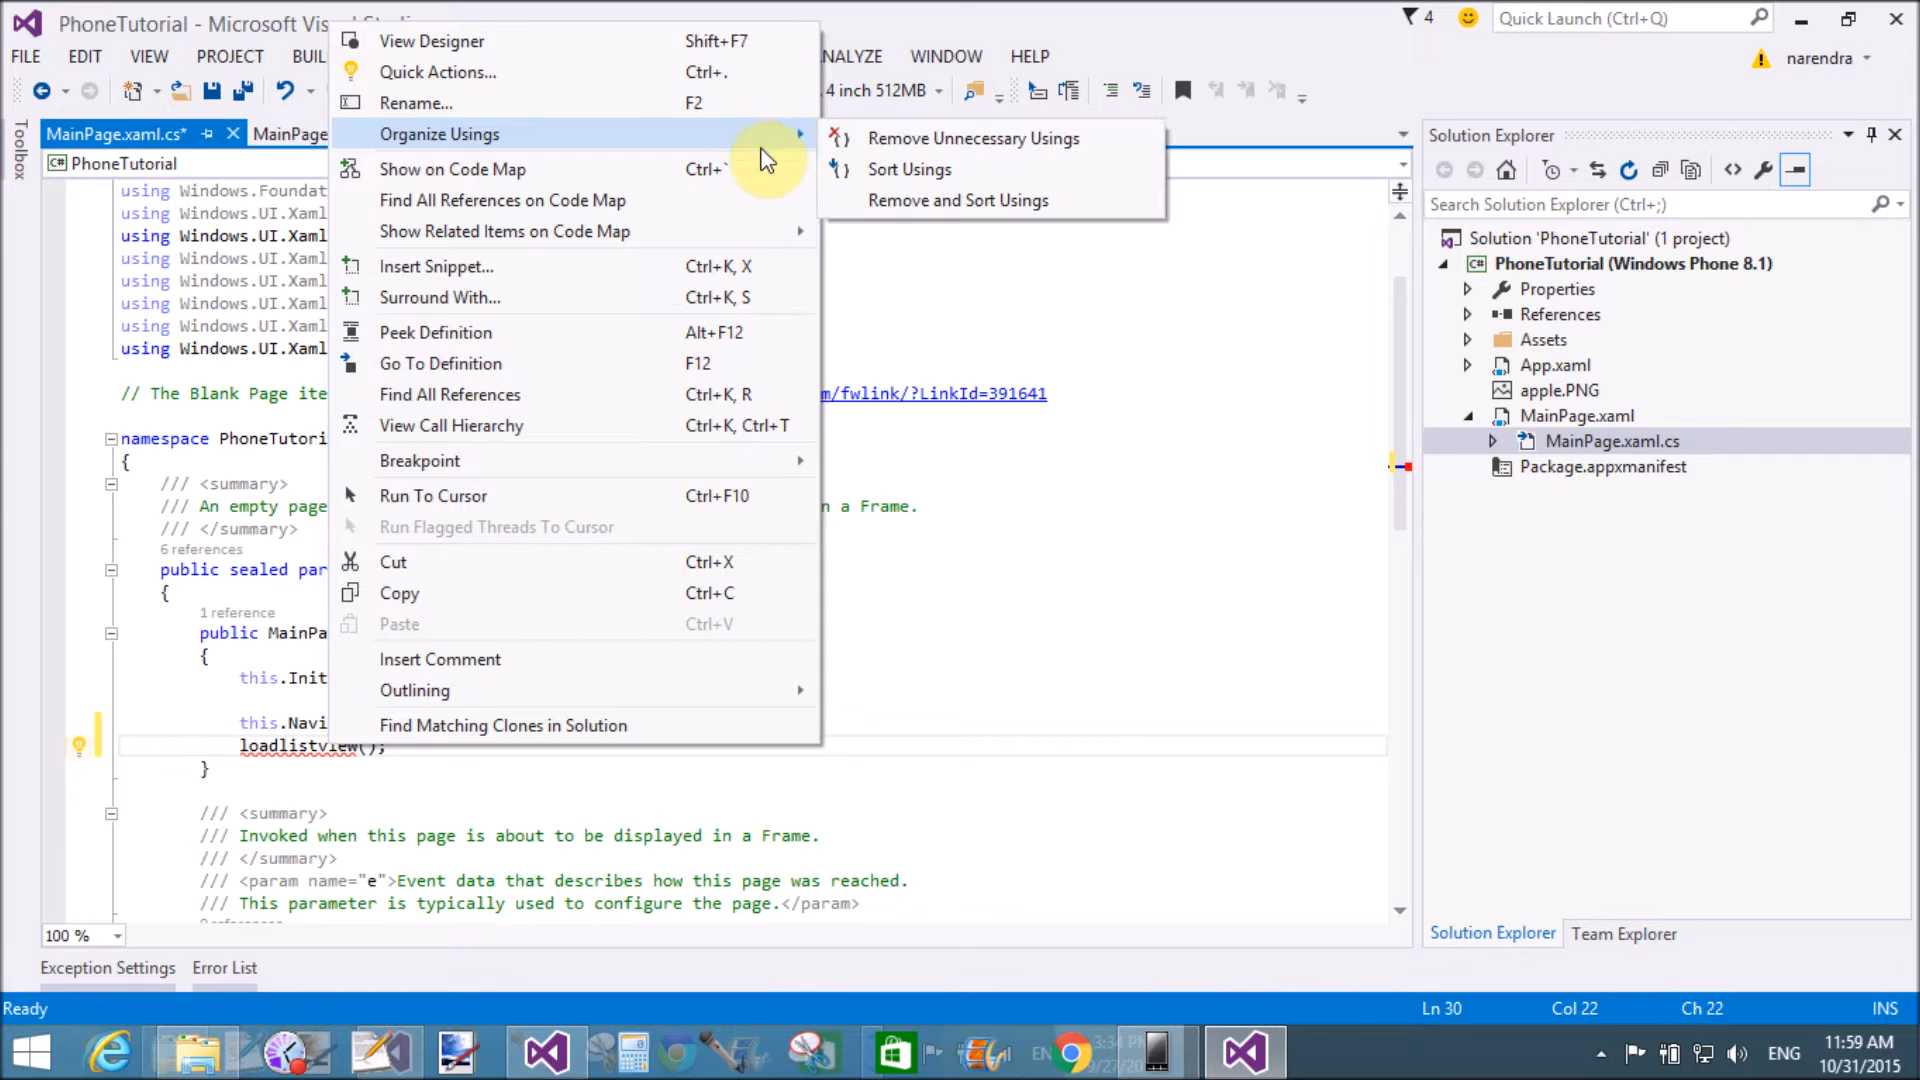 PhoneTutorial - Microsoft Vis
4
Quick Launch (Ctrl+Q)
FILE EDIT VIEW PROJECT BUIL
ANALYZE WINDOW HELP
narendra
4 inch 512MB
Toolbox
MainPage.xaml.cs*
MainPage
C# PhoneTutorial
View Designer Shift+F7
Quick Actions... Ctrl+.
Rename... F2
Organize Usings
Show on Code Map Ctrl+`
Find All References on Code Map
Show Related Items on Code Map
Insert Snippet... Ctrl+K, X
Surround With... Ctrl+K, S
Peek Definition Alt+F12
Go To Definition F12
Find All References Ctrl+K, R
View Call Hierarchy Ctrl+K, Ctrl+T
Breakpoint
Run To Cursor Ctrl+F10
Run Flagged Threads To Cursor
Cut Ctrl+X
Copy Ctrl+C
Paste Ctrl+V
Insert Comment
Outlining
Find Matching Clones in Solution
Remove Unnecessary Usings
Sort Usings
Remove and Sort Usings
using Windows.Foundat
using Windows.UI.Xaml
using Windows.UI.Xaml
using Windows.UI.Xaml
using Windows.UI.Xaml
using Windows.UI.Xaml
using Windows.UI.Xaml
using Windows.UI.Xaml
// The Blank Page ite
m/fwlink/?LinkId=391641
namespace PhoneTutori
{
/// <summary>
/// An empty page
n a Frame.
/// </summary>
6 references
public sealed par
{
1 reference
public MainPa
{
this.Init
this.Navi
loadlistview();
}
/// <summary>
/// Invoked when this page is about to be displayed in a Frame.
/// </summary>
/// <param name="e">Event data that describes how this page was reached.
/// This parameter is typically used to configure the page.</param>
100 %
Solution Explorer
Search Solution Explorer (Ctrl+;)
Solution 'PhoneTutorial' (1 project)
C# PhoneTutorial (Windows Phone 8.1)
Properties
References
Assets
App.xaml
apple.PNG
MainPage.xaml
MainPage.xaml.cs
Package.appxmanifest
Solution Explorer Team Explorer
Exception Settings Error List
Ready
Ln 30 Col 22 Ch 22 INS
ENG
11:59 AM
10/31/2015